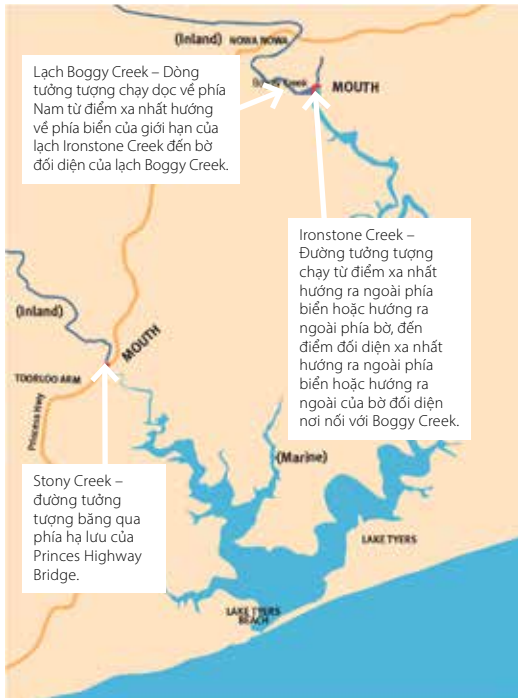 (Inland)
NOWA NOWA
Lạch Boggy Creek – Dòng
tưởng tượng chạy dọc về phía
Nam từ điểm xa nhất hướng
về phía biển của giới hạn của
lạch Ironstone Creek đến bờ
đối diện của lạch Boggy Creek.
Creek
MOUTH
Ironstone Creek –
Đường tưởng tượng
chạy từ điểm xa nhất
hướng ra ngoài phía
biển hoặc hướng ra
ngoài phía bờ, đến
điểm đối diện xa nhất
hướng ra ngoài phía
biển hoặc hướng ra
ngoài của bờ đối diện
nơi nối với Boggy Creek.
(Inland)
MOUTH
TOORLOO ARM
Princess Hwy
(Marine)
Stony Creek –
đường tưởng
tượng băng qua
phía hạ lưu của
Princes Highway
Bridge.
LAKE TYERS
LAKE TYERS
BEACH